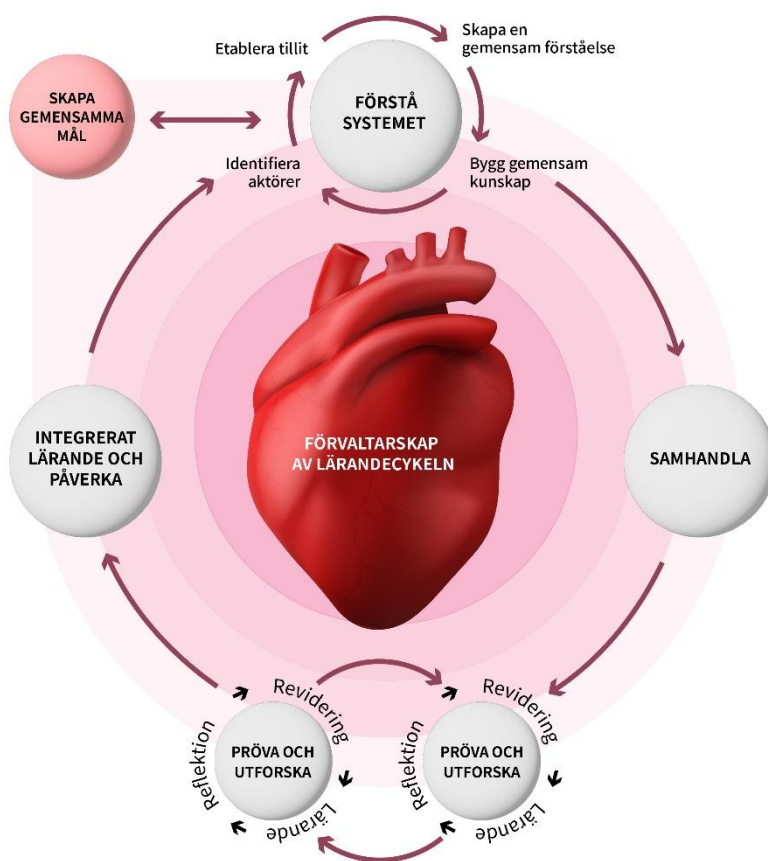 Etablera tillit
Skapa en
gemensam förståelse
SKAPA
GEMENSAMMA
MÅL
FÖRSTÅ
SYSTEMET
Identifiera
aktörer
Bygg gemensam
kunskap
FÖRVALTARSKAP
AV LÄRANDECYKELN
INTEGRERAT
LÄRANDE OCH
PÅVERKA
SAMHANDLA
Revidering
Reflektion
PRÖVA OCH
UTFORSKA
Lärande
Revidering
Reflektion
PRÖVA OCH
UTFORSKA
Lärande